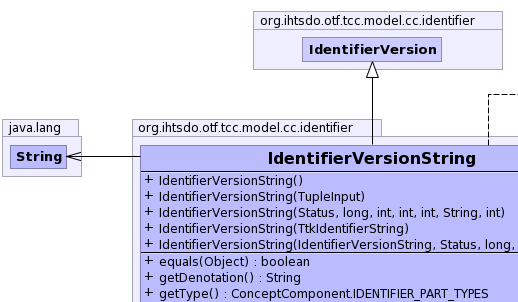 org.ihtsdo.otf.tcc.model.cc.identifier
IdentifierVersion
java.lang
String
org.ihtsdo.otf.tcc.model.cc.identifier
IdentifierVersionString
+ IdentifierVersionString()
+ IdentifierVersionString(TupleInput)
+ IdentifierVersionString(Status, long, int, int, int, String, int)
+ IdentifierVersionString(TtkIdentifierString)
+ IdentifierVersionString(IdentifierVersionString, Status, long,
+ equals(Object) : boolean
+ getDenotation() : String
+ getType() : ConceptComponent.IDENTIFIER_PART_TYPES